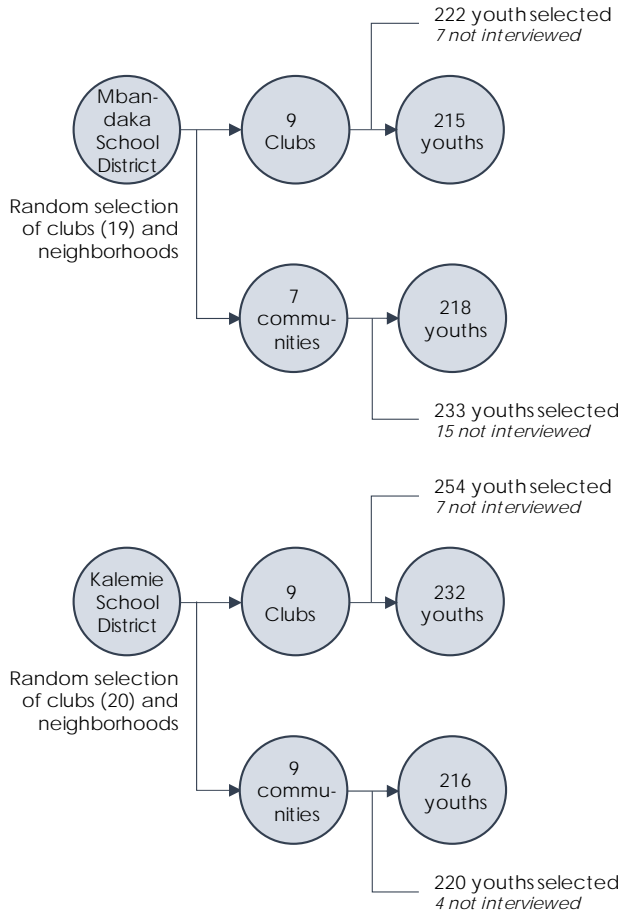 222 youth selected
7 not interviewed
Mban-
daka
School
District
9
Clubs
215
youths
Random selection
of clubs (19) and
neighborhoods
7
commu-
nities
218
youths
233 youths selected
15 not interviewed
254 youth selected
7 not interviewed
Kalemie
School
District
9
Clubs
232
youths
Random selection
of clubs (20) and
neighborhoods
9
commu-
nities
216
youths
220 youths selected
4 not interviewed